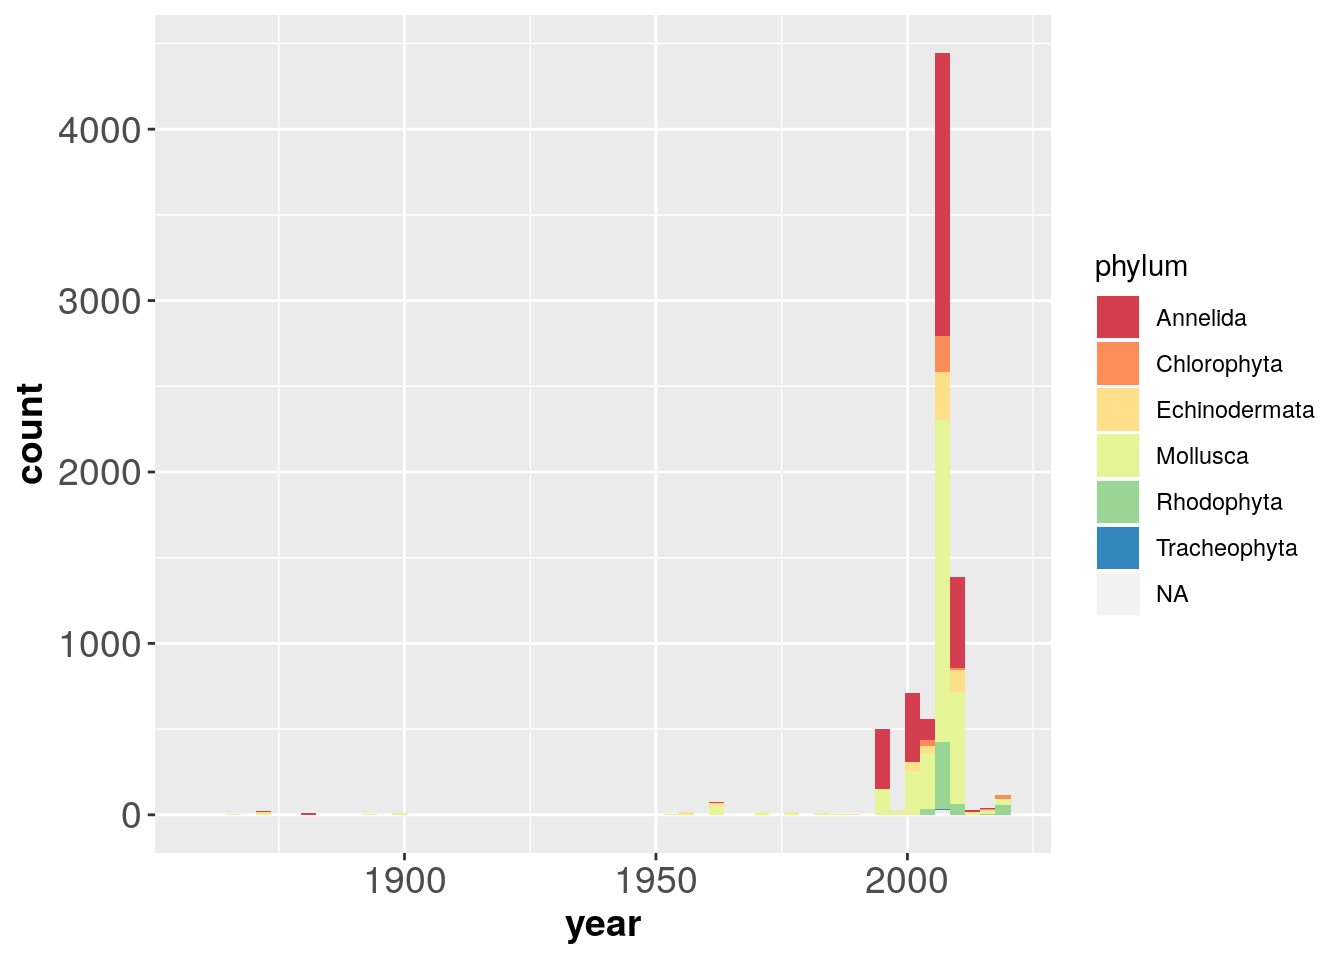 4000
3000
2000
1000
0
count
1900
1950
2000
year
phylum
Annelida
Chlorophyta
Echinodermata
Mollusca
Rhodophyta
Tracheophyta
NA